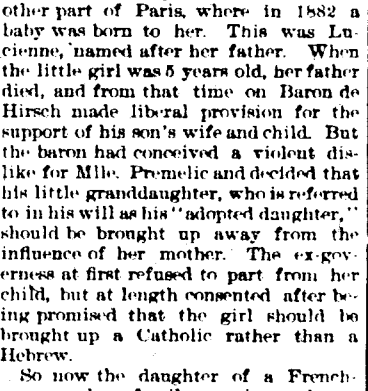 other part of Paris, where in 1882 a
baby was born to her. This was Lu-
cienne, named after her father. When
the little girl was 5 years old, her father
died, and from that time on Baron de
Hirsch made liberal provision for the
support of his son's wife and child. But
the baron had conceived a violent dis-
like for Mlle. Premelic and decided that
his little granddaughter, who is referred
to in his will as his "adopted daughter,"
should be brought up away from the
influence of her mother. The ex-gov-
erness at first refused to part from her
child, but at length consented after be-
ing promised that the girl should be
brought up a Catholic rather than a
Hebrew.
So now the daughter of a French-